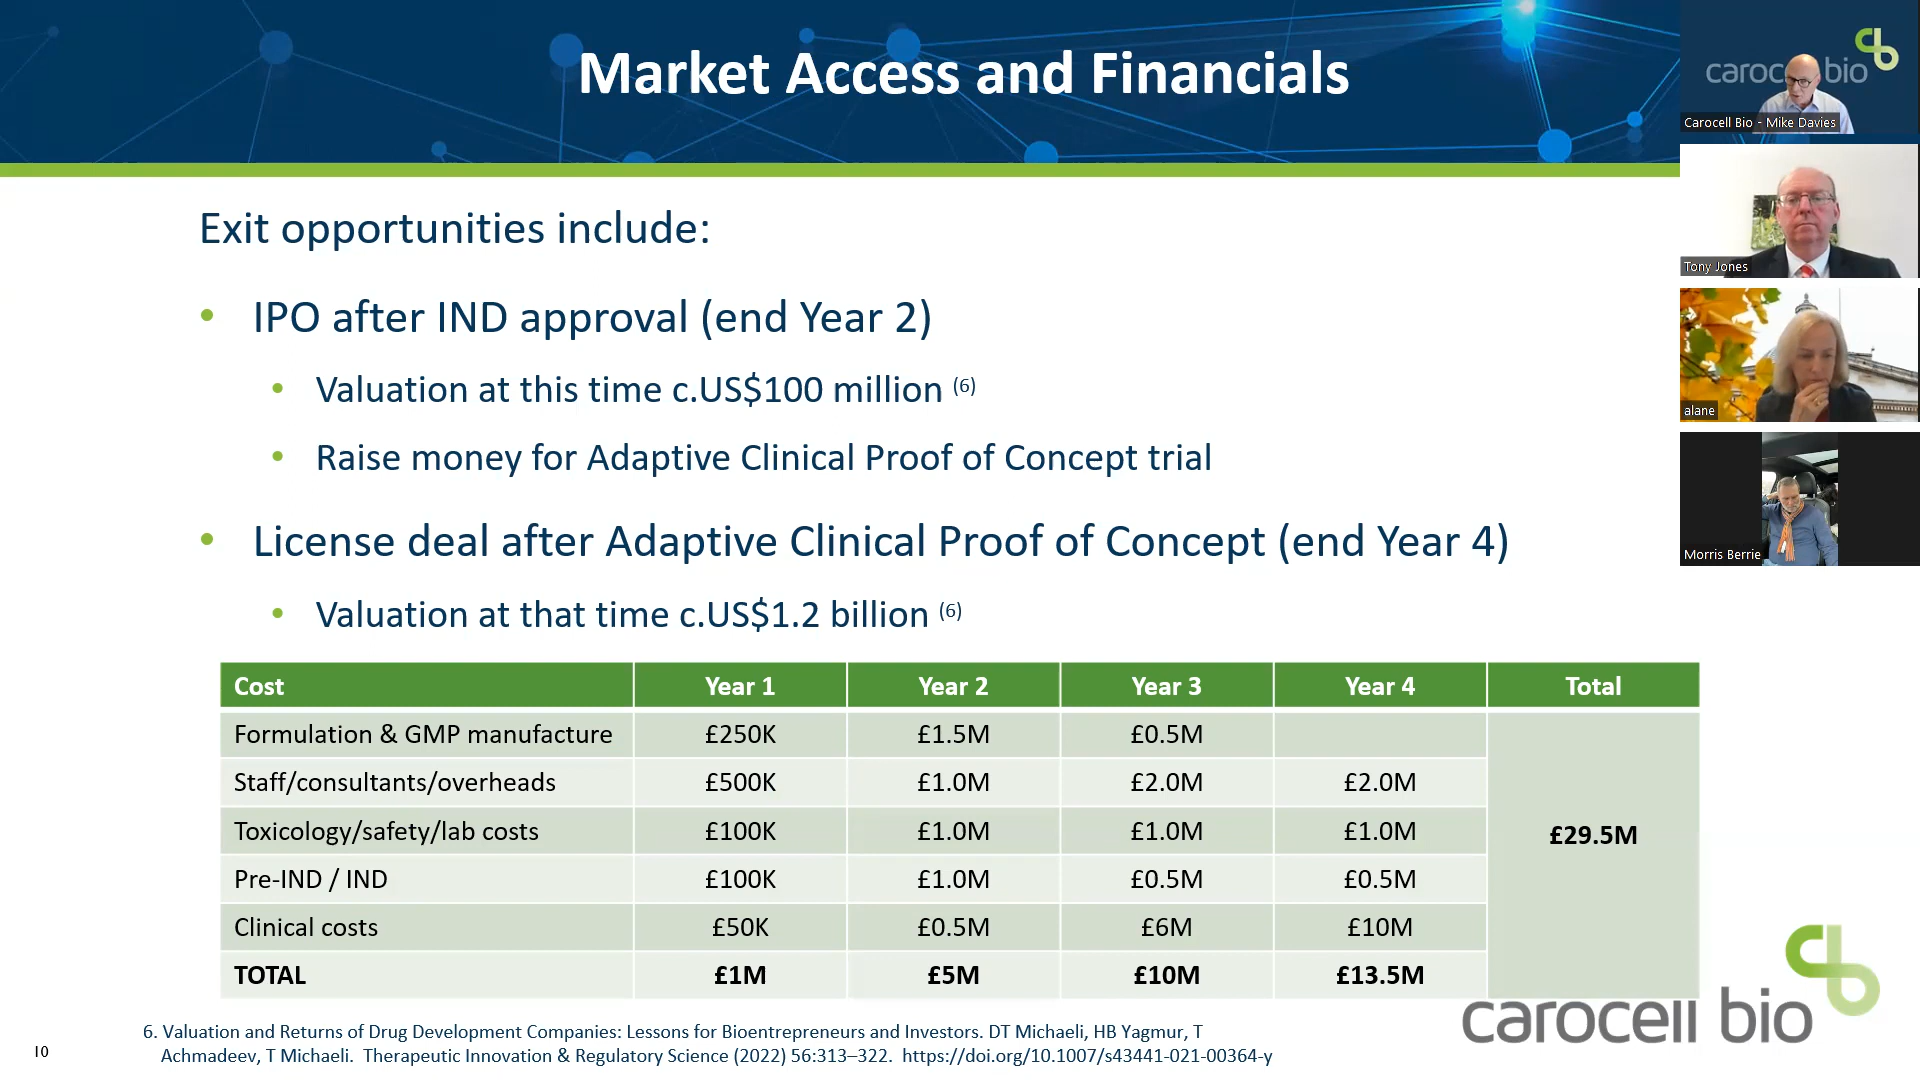 Market Access and Financials
Exit opportunities include:
• IPO after IND approval (end Year 2)
• Valuation at this time c.US$100 million (6)
• Raise money for Adaptive Clinical Proof of Concept trial
• License deal after Adaptive Clinical Proof of Concept (end Year 4)
• Valuation at that time c.US$1.2 billion (6)
Cost Year 1 Year 2 Year 3 Year 4 Total
Formulation & GMP manufacture £250K £1.5M £0.5M
Staff/consultants/overheads £500K £1.0M £2.0M £2.0M
Toxicology/safety/lab costs £100K £1.0M £1.0M £1.0M
£29.5M
Pre-IND / IND £100K £1.0M £0.5M £0.5M
Clinical costs £50K £0.5M £6M £10M
TOTAL £1M £5M £10M £13.5M
6. Valuation and Returns of Drug Development Companies: Lessons for Bioentrepreneurs and Investors. DT Michaeli, HB Yagmur, T
Achmadeev, T Michaeli. Therapeutic Innovation & Regulatory Science (2022) 56:313–322. https://doi.org/10.1007/s43441-021-00364-y
10
carocell bio
carocell bio
Carocell Bio - Mike Davies
Tony Jones
alane
Morris Berrie